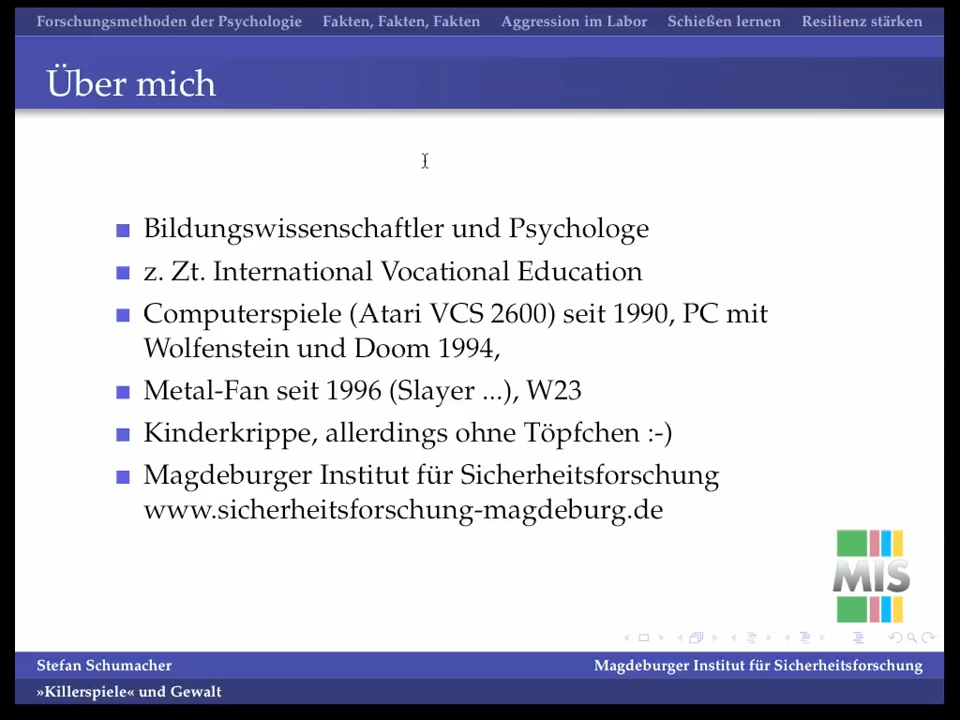 Forschungsmethoden der Psychologie Fakten, Fakten, Fakten Aggression im Labor Schießen lernen Resilienz stärken
Über mich
Bildungswissenschaftler und Psychologe
z. Zt. International Vocational Education
Computerspiele (Atari VCS 2600) seit 1990, PC mit
Wolfenstein und Doom 1994,
Metal-Fan seit 1996 (Slayer ...), W23
Kinderkrippe, allerdings ohne Töpfchen :-)
Magdeburger Institut für Sicherheitsforschung
www.sicherheitsforschung-magdeburg.de
MIS
Stefan Schumacher Magdeburger Institut für Sicherheitsforschung
»Killerspiele« und Gewalt